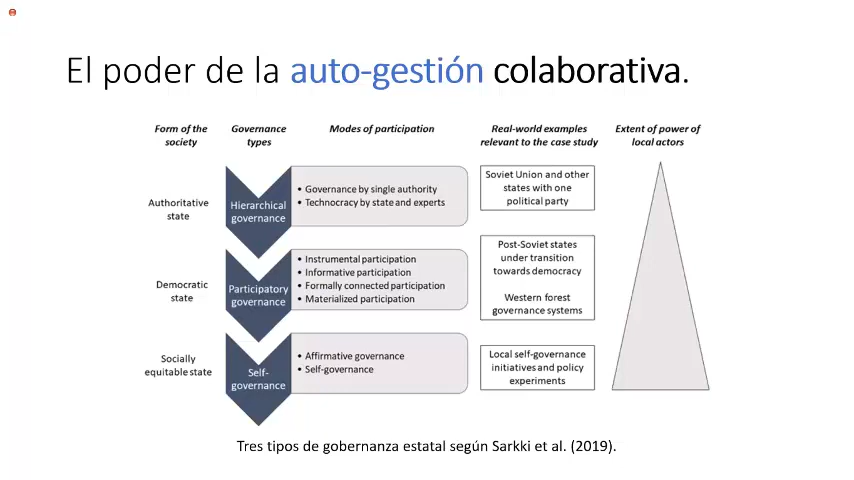 El poder de la auto-gestión colaborativa.
Form of the society
Governance types
Modes of participation
Real-world examples relevant to the case study
Extent of power of local actors
Authoritative state
Hierarchical governance
• Governance by single authority
• Technocracy by state and experts
Soviet Union and other states with one political party
Democratic state
Participatory governance
• Instrumental participation
• Informative participation
• Formally connected participation
• Materialized participation
Post-Soviet states under transition towards democracy
Western forest governance systems
Socially equitable state
Self-governance
• Affirmative governance
• Self-governance
Local self-governance initiatives and policy experiments
Tres tipos de gobernanza estatal según Sarkki et al. (2019).